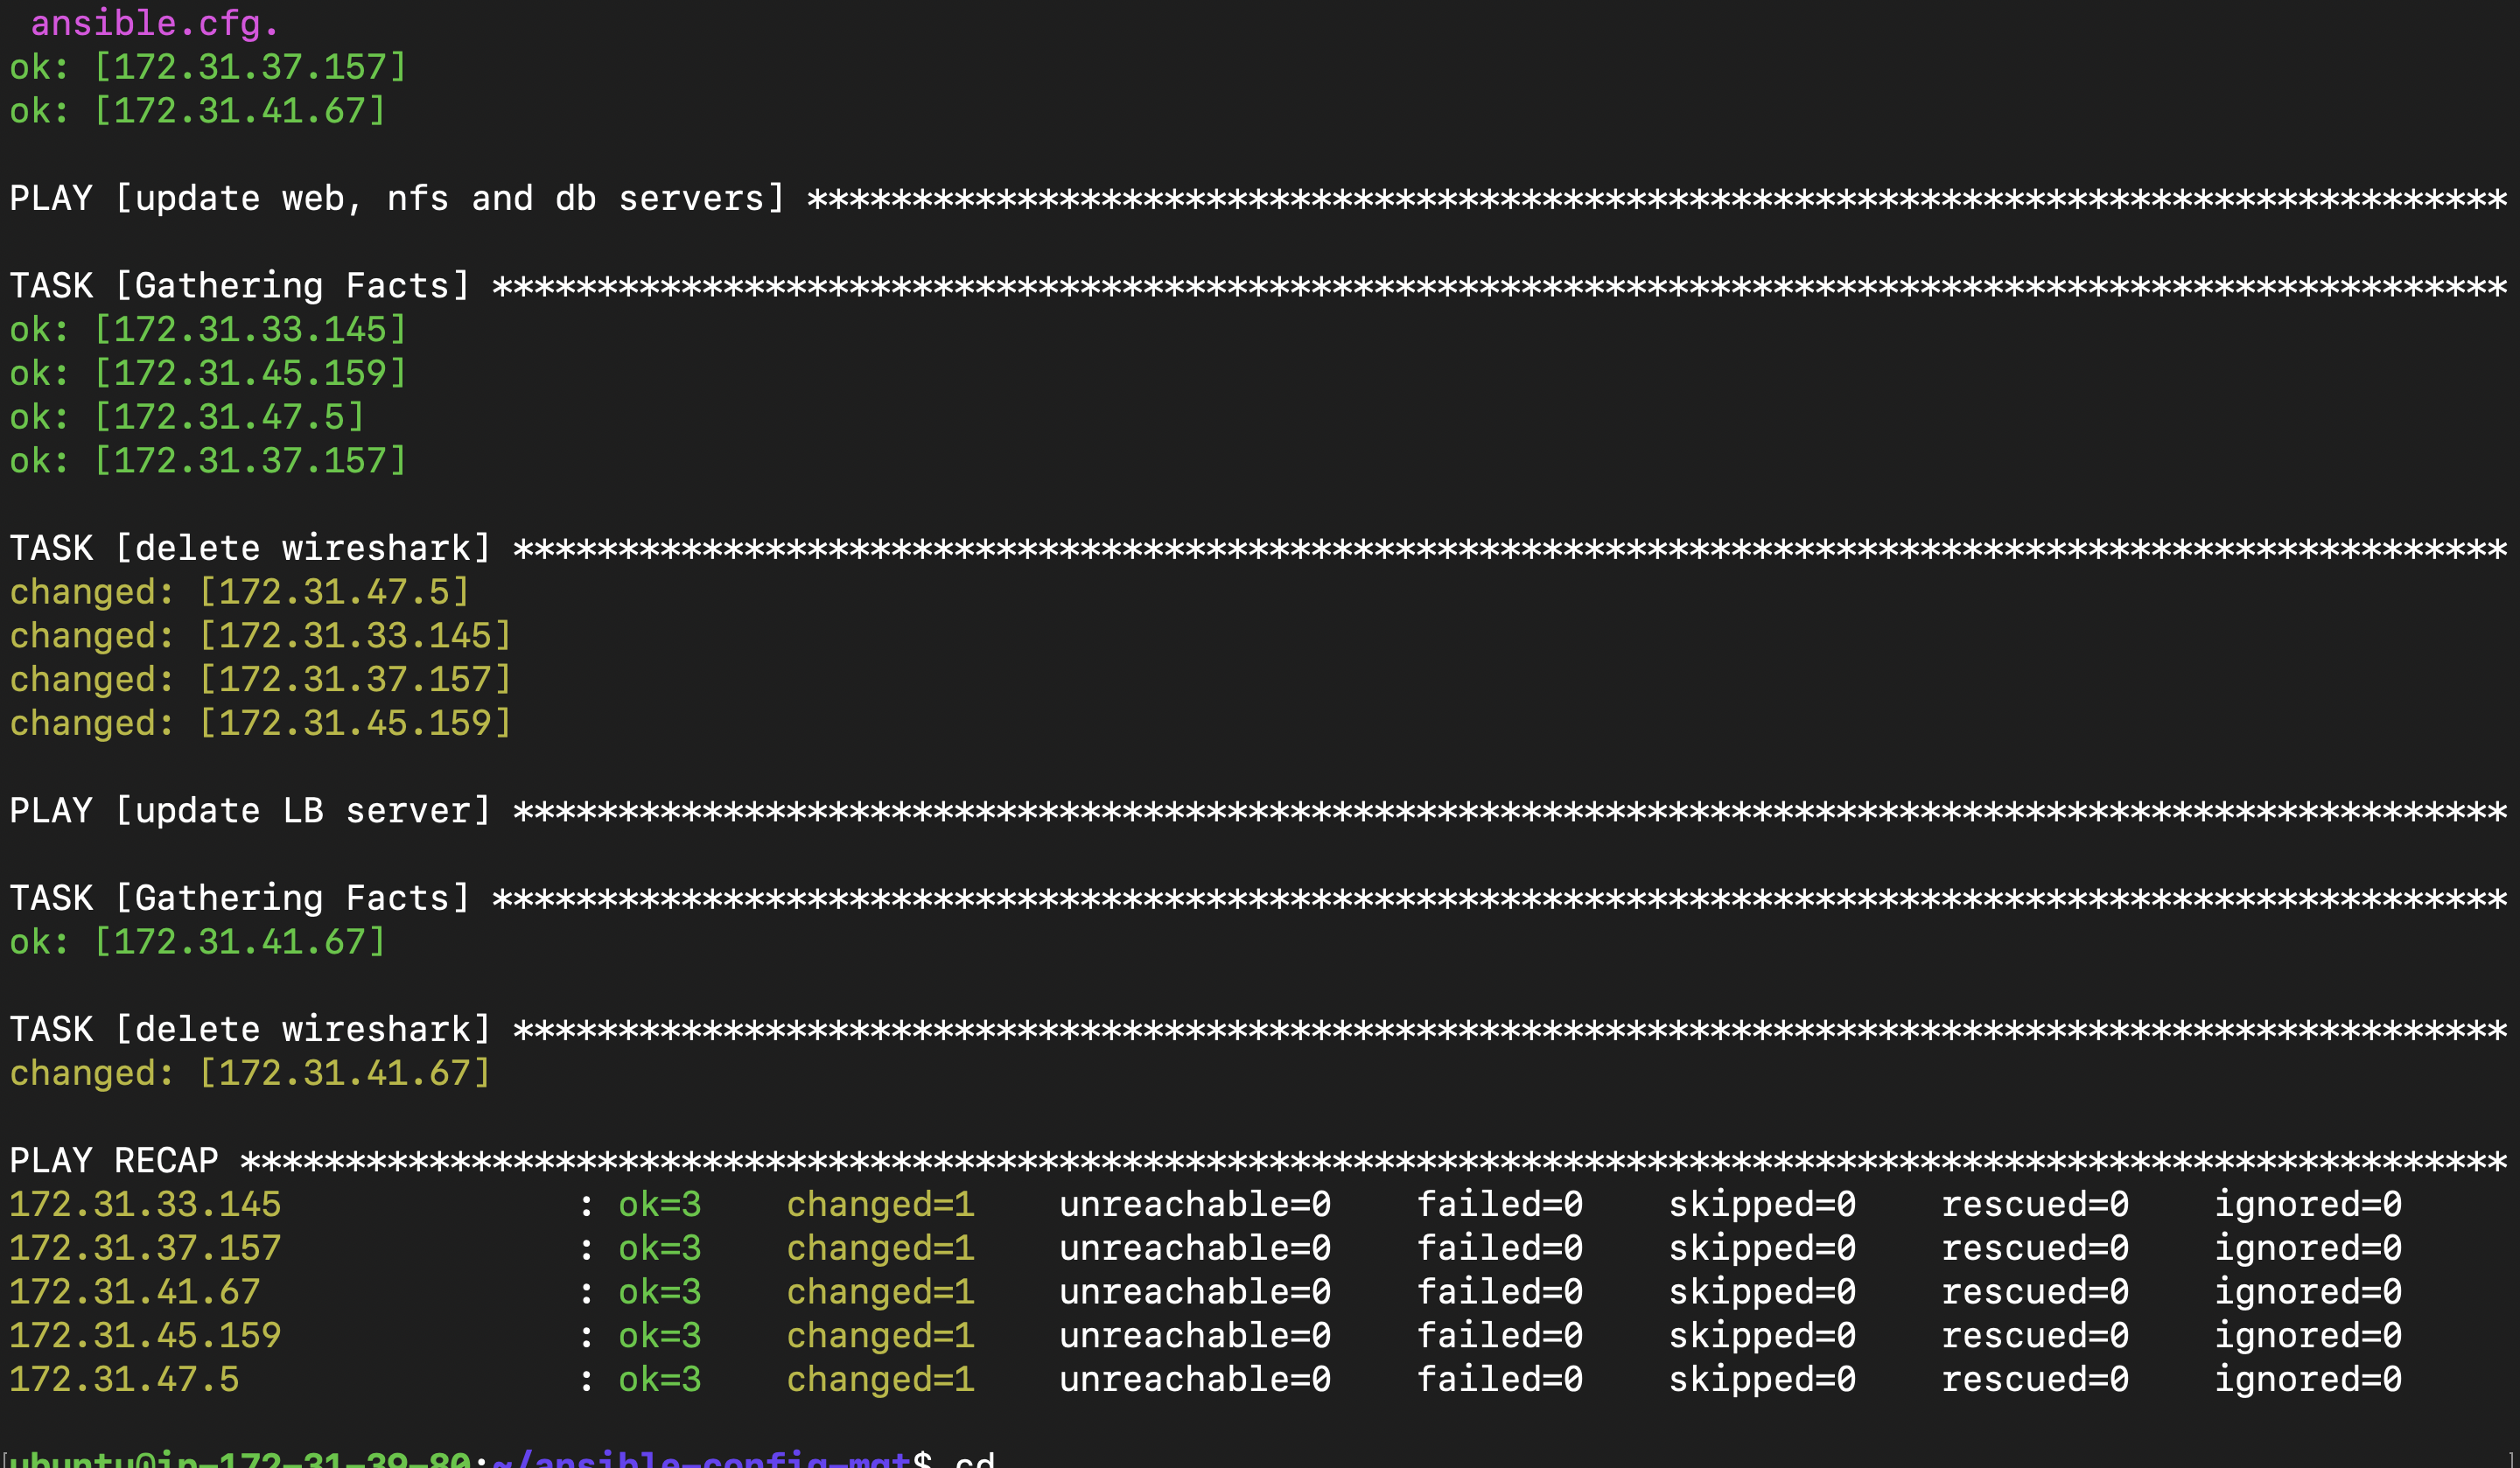 ansible.cfg.
ok: [172.31.37.157]
ok: [172.31.41.67]
PLAY [update web, nfs and db servers] *********************************************************************************
TASK [Gathering Facts] ************************************************************************************************
ok: [172.31.33.145]
ok: [172.31.45.159]
ok: [172.31.47.5]
ok: [172.31.37.157]
TASK [delete wireshark] ***********************************************************************************************
changed: [172.31.47.5]
changed: [172.31.33.145]
changed: [172.31.37.157]
changed: [172.31.45.159]
PLAY [update LB server] ***********************************************************************************************
TASK [Gathering Facts] ************************************************************************************************
ok: [172.31.41.67]
TASK [delete wireshark] ***********************************************************************************************
changed: [172.31.41.67]
PLAY RECAP ************************************************************************************************************
172.31.33.145              : ok=3    changed=1    unreachable=0    failed=0    skipped=0    rescued=0    ignored=0
172.31.37.157              : ok=3    changed=1    unreachable=0    failed=0    skipped=0    rescued=0    ignored=0
172.31.41.67               : ok=3    changed=1    unreachable=0    failed=0    skipped=0    rescued=0    ignored=0
172.31.45.159              : ok=3    changed=1    unreachable=0    failed=0    skipped=0    rescued=0    ignored=0
172.31.47.5                : ok=3    changed=1    unreachable=0    failed=0    skipped=0    rescued=0    ignored=0
[ubuntu@ip-172-31-39-80:~/ansible-config-mgt$ cd ]